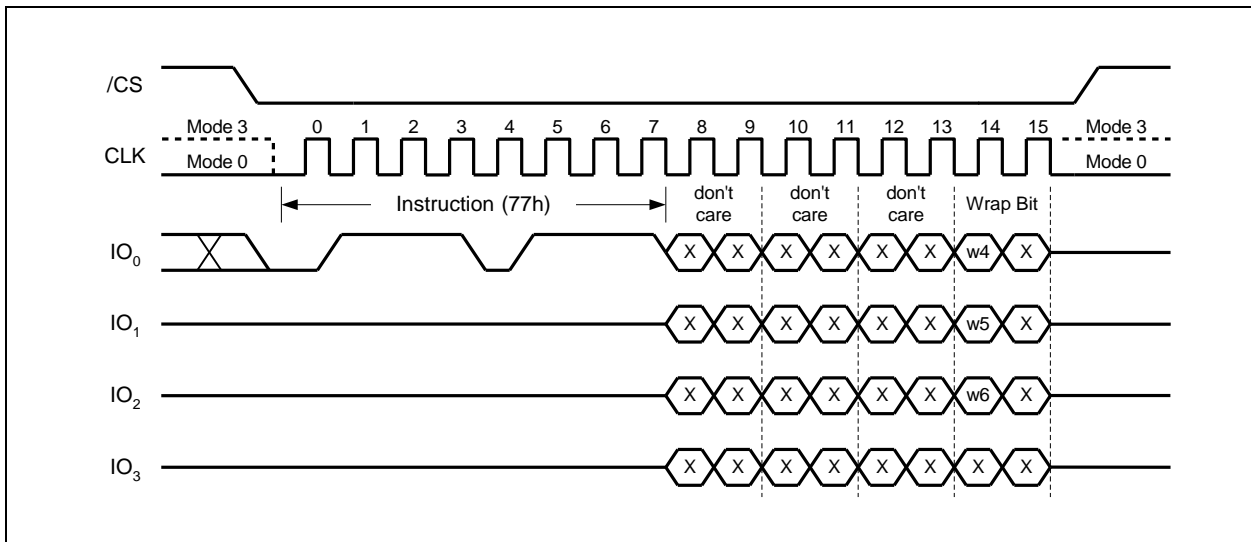 /CS
Mode 3 0 1 2 3 4 5 6 7 8 9 10 11 12 13 14 15 Mode 3
CLK
Mode 0 Mode 0
Instruction (77h) don't care don't care don't care Wrap Bit
IO0 X X X X X X w4 X
IO1 X X X X X X w5 X
IO2 X X X X X X w6 X
IO3 X X X X X X X X